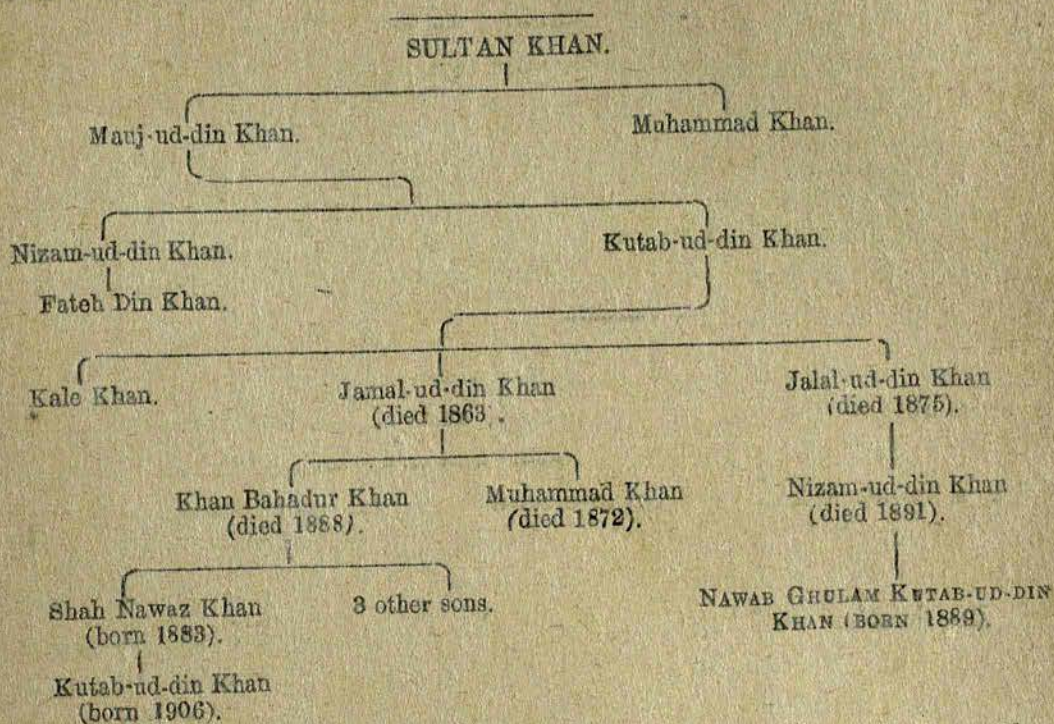 SULTAN KHAN.
Mauj-ud-din Khan.
Muhammad Khan.
Nizam-ud-din Khan.
Kutab-ud-din Khan.
Fateh Din Khan.
Kale Khan.
Jamal-ud-din Khan
(died 1863).
Jalal-ud-din Khan
(died 1875).
Khan Bahadur Khan
(died 1888).
Muhammad Khan
(died 1872).
Nizam-ud-din Khan
(died 1891).
Shah Nawaz Khan
(born 1883).
3 other sons.
NAWAB GHULAM KUTAB-UD-DIN
KHAN (BORN 1889).
Kutab-ud-din Khan
(born 1906).